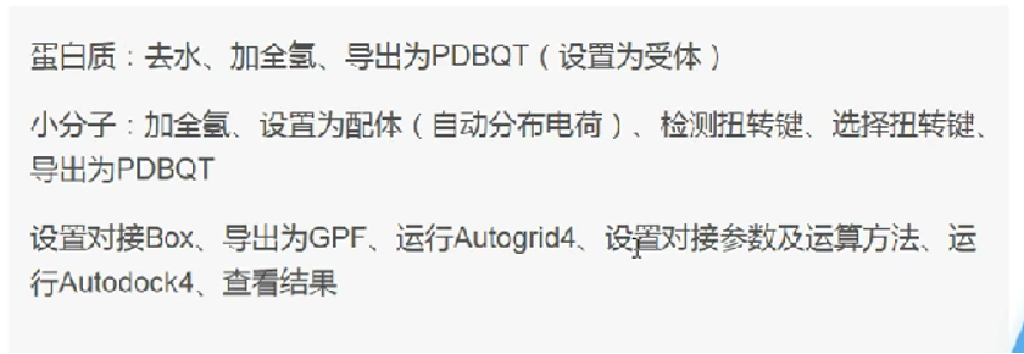 蛋白质：去水、加全氢、导出为PDBQT（设置为受体）
小分子：加全氢、设置为配体（自动分布电荷）、检测扭转键、选择扭转键、
导出为PDBQT
设置对接Box、导出为GPF、运行Autogrid4、设置对接参数及运算方法、运
行Autodock4、查看结果